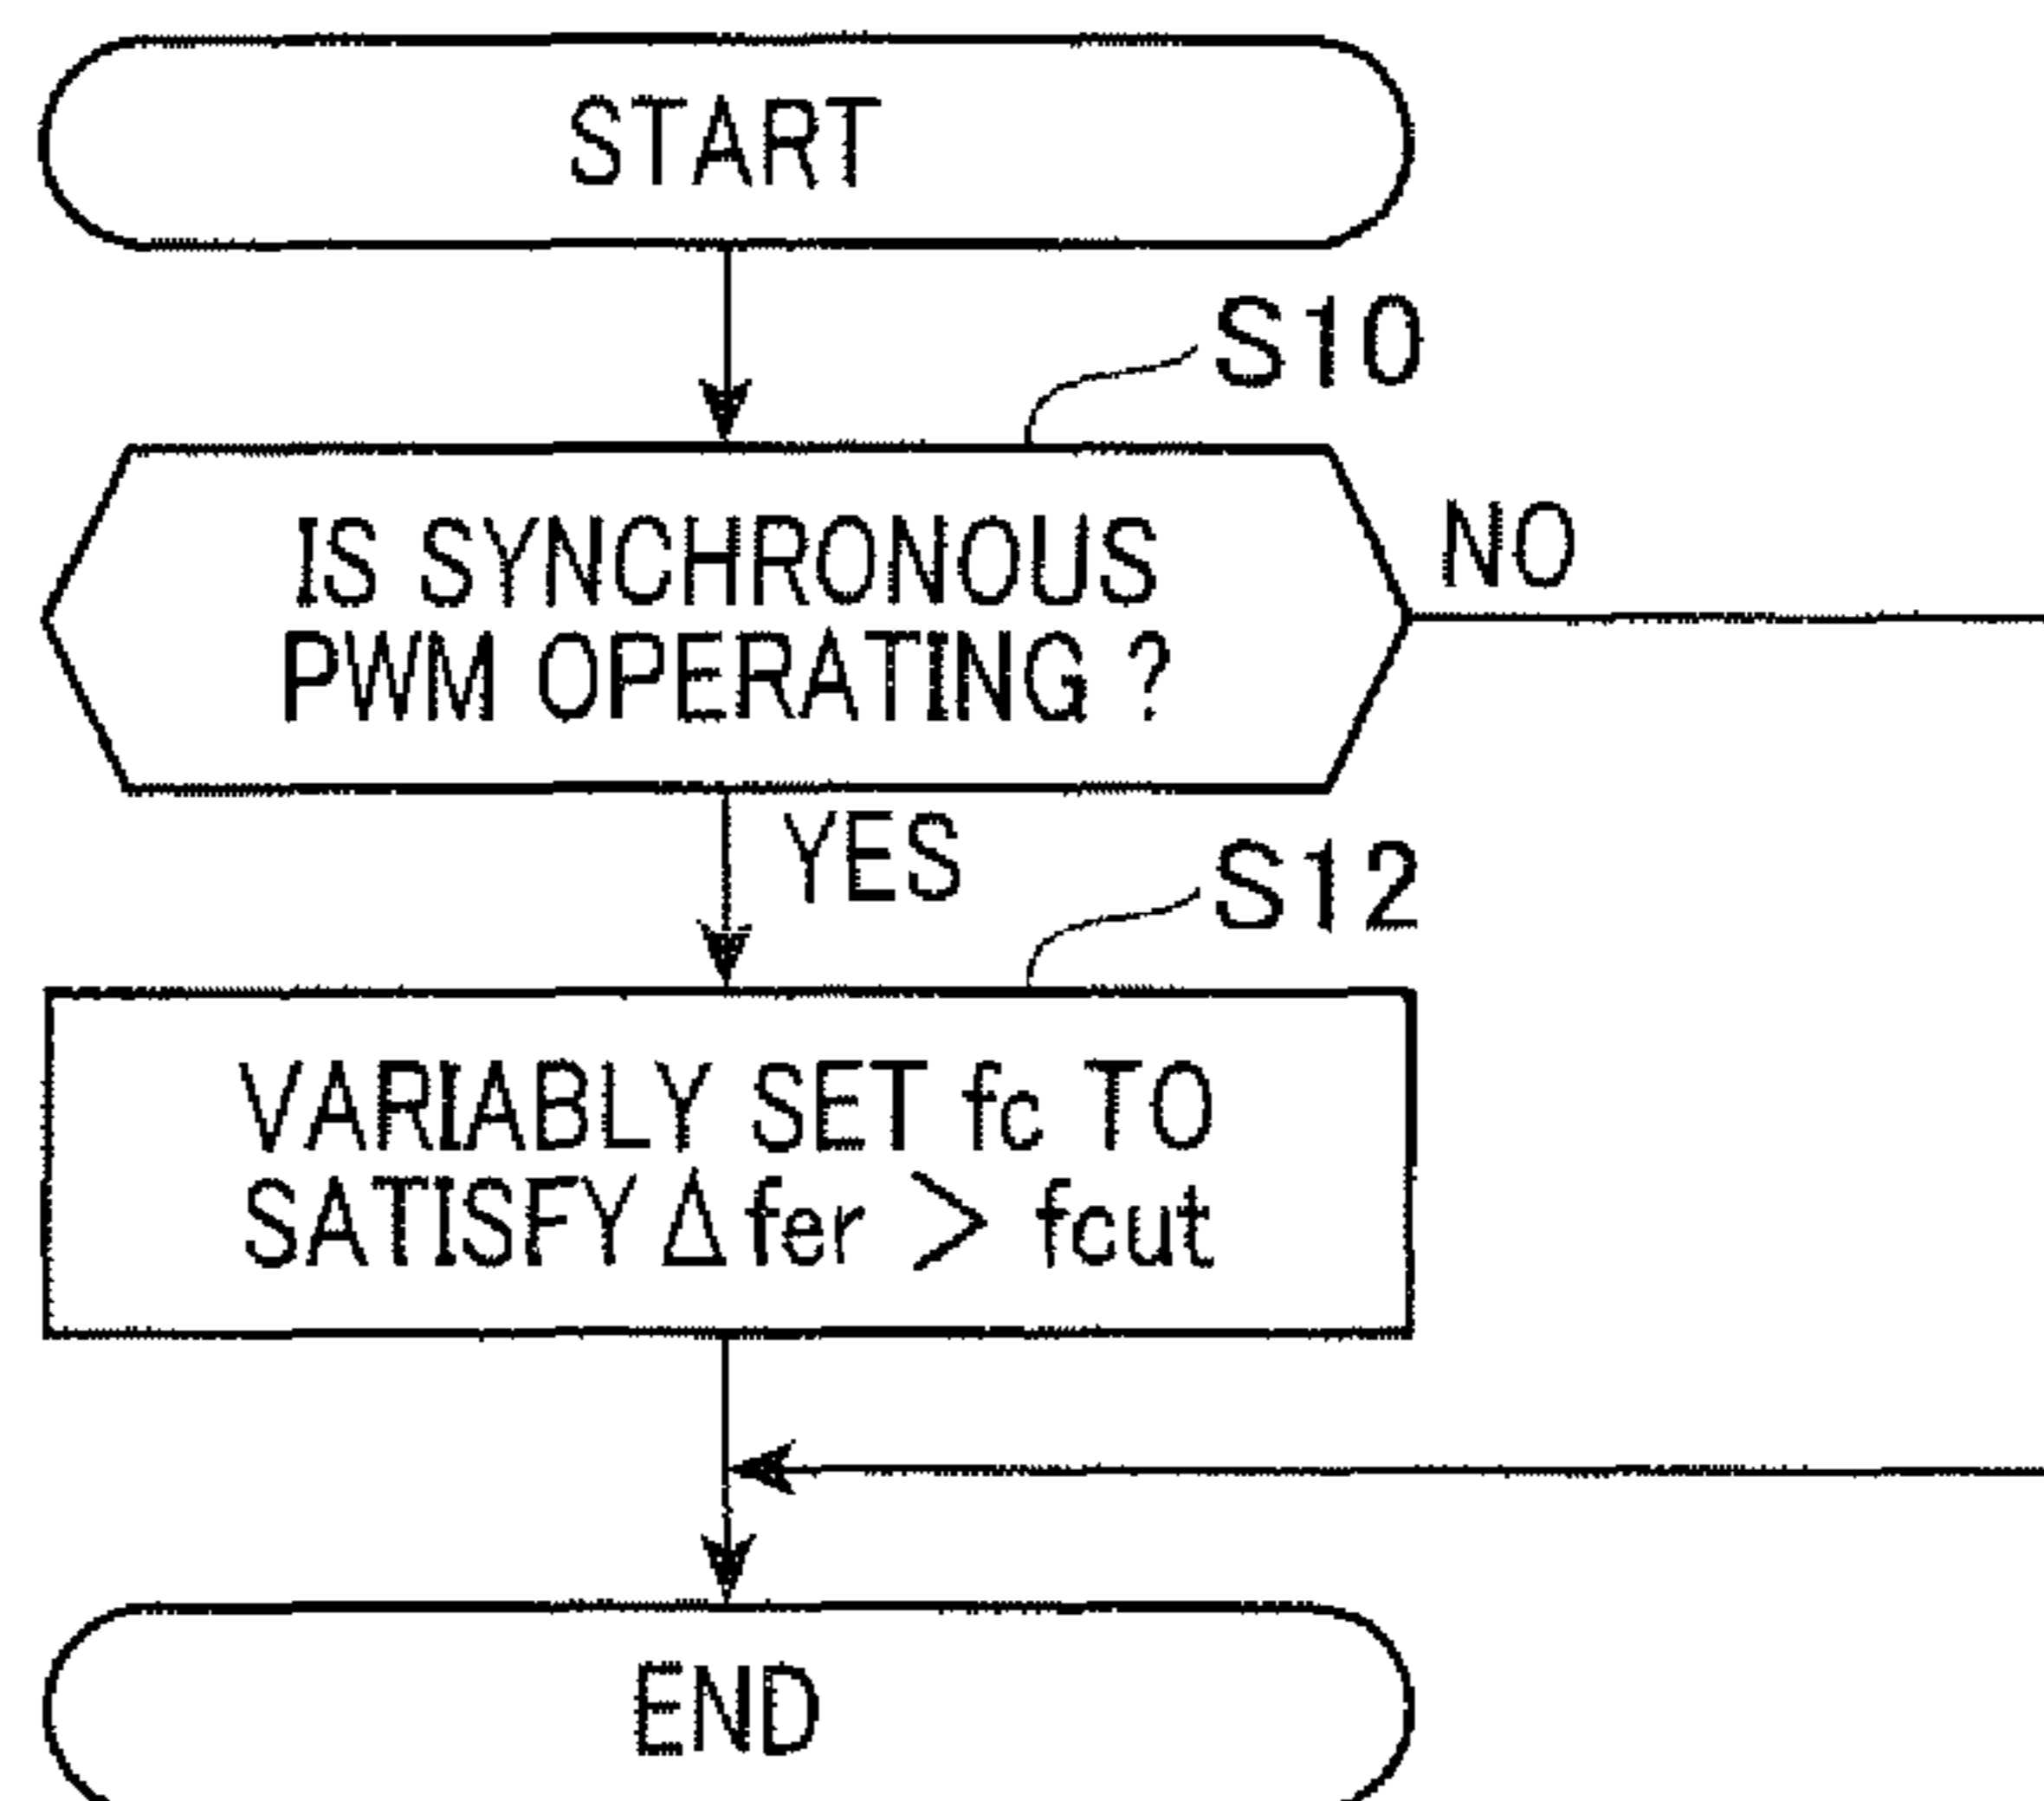 START
S10
IS SYNCHRONOUS
PWM OPERATING ?
NO
YES
S12
VARIABLY SET fc TO
SATISFY Δfer > fcut
END